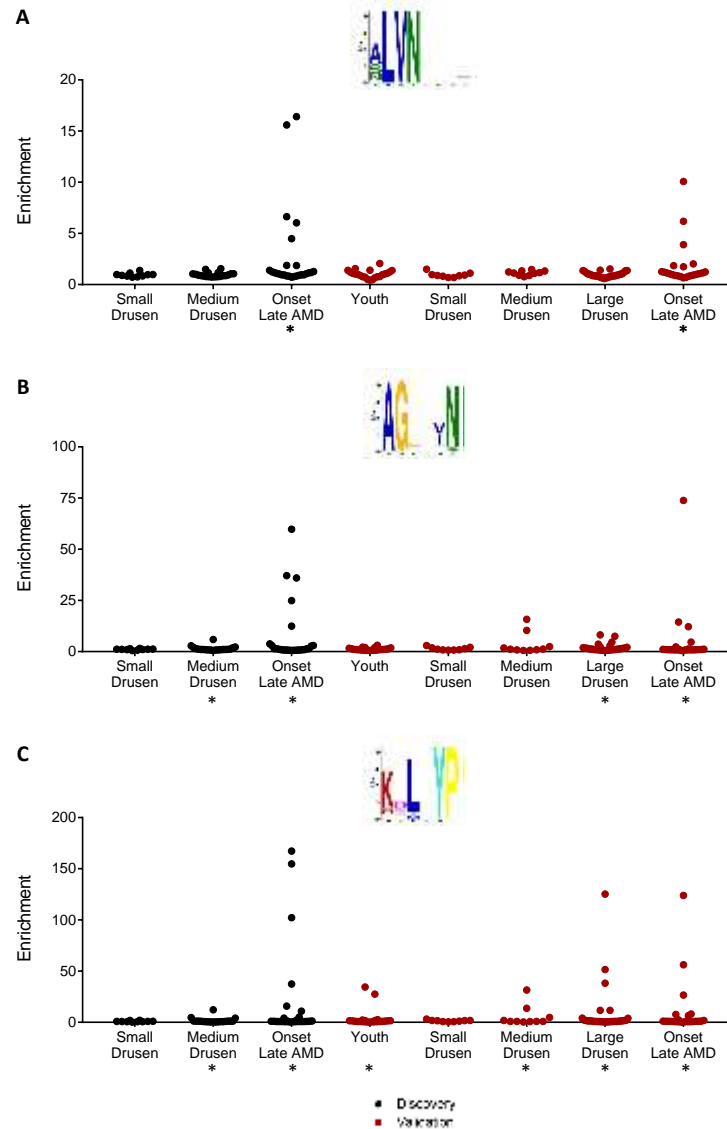 A
ALVN
20
15
10
5
0
Enrichment
Small Drusen
Medium Drusen
Onset Late AMD
Youth
Small Drusen
Medium Drusen
Large Drusen
Onset Late AMD
* *
B
AG YN
100
75
50
25
0
Enrichment
Small Drusen
Medium Drusen
Onset Late AMD
Youth
Small Drusen
Medium Drusen
Large Drusen
Onset Late AMD
* * * *
C
K L YP
200
150
100
50
0
Enrichment
Small Drusen
Medium Drusen
Onset Late AMD
Youth
Small Drusen
Medium Drusen
Large Drusen
Onset Late AMD
* * * * * *
Discovery
Validation